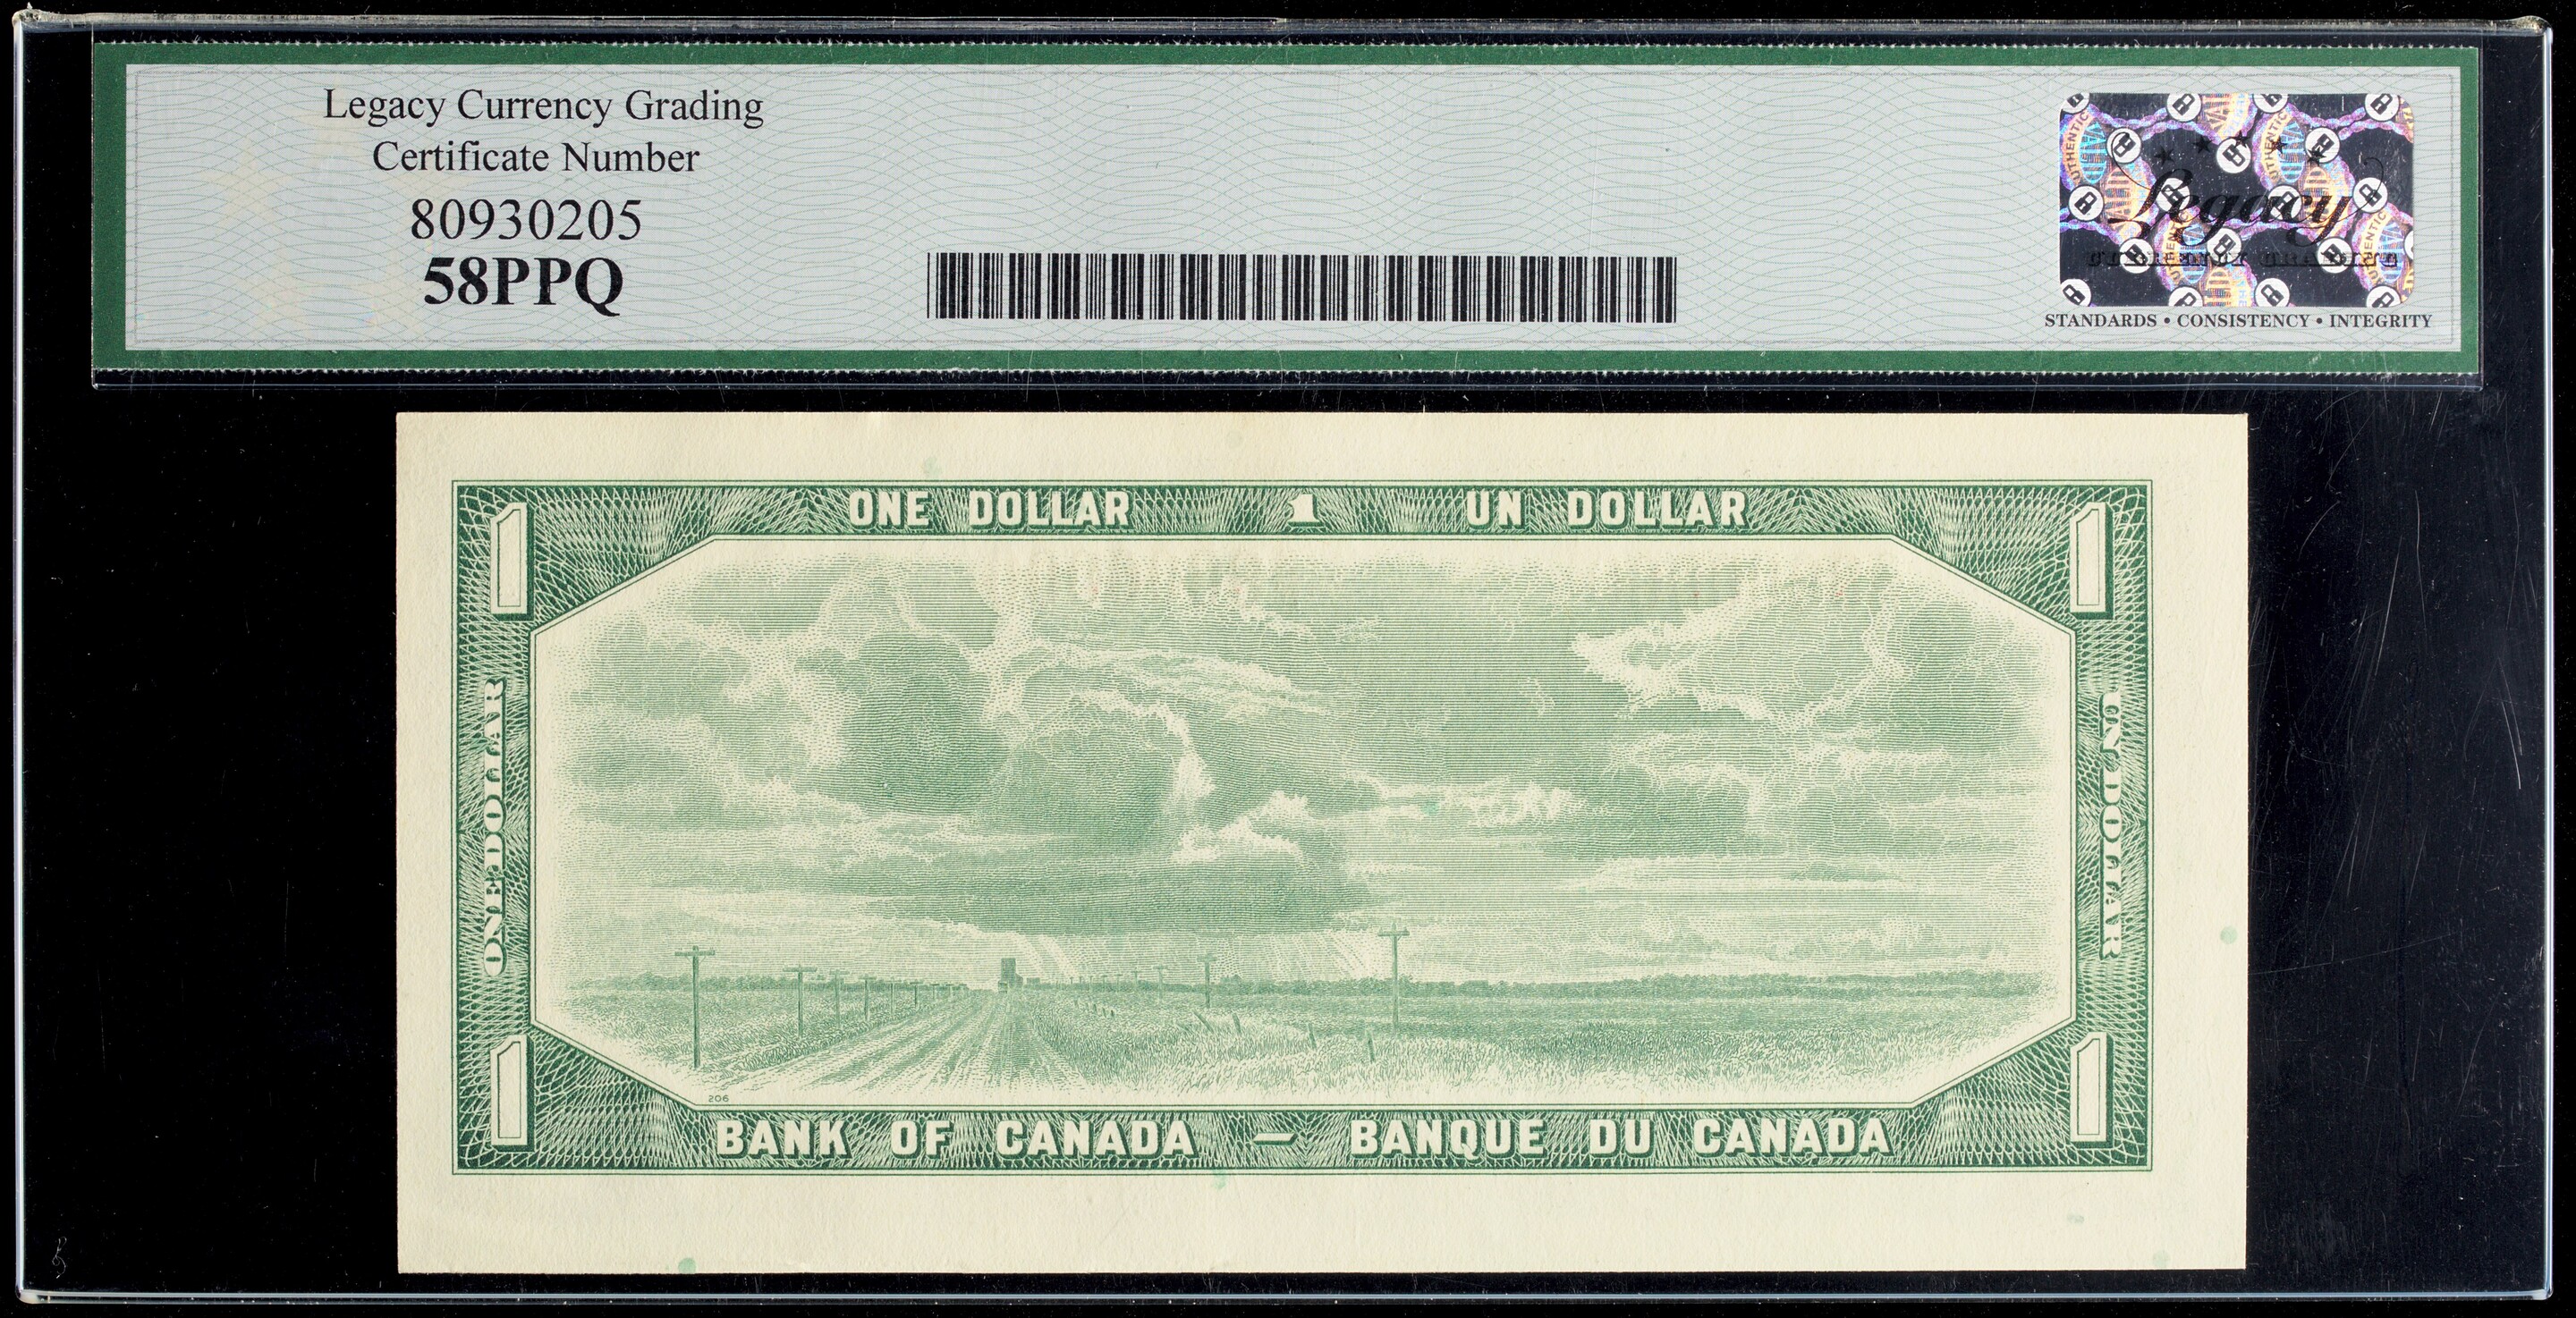 Legacy Currency Grading
Certificate Number
80930205
58PPQ
Legacy
STANDARDS • CONSISTENCY • INTEGRITY
ONE DOLLAR 1 UN DOLLAR
1
1
ONE DOLLAR
UN DOLLAR
1
1
206
BANK OF CANADA — BANQUE DU CANADA